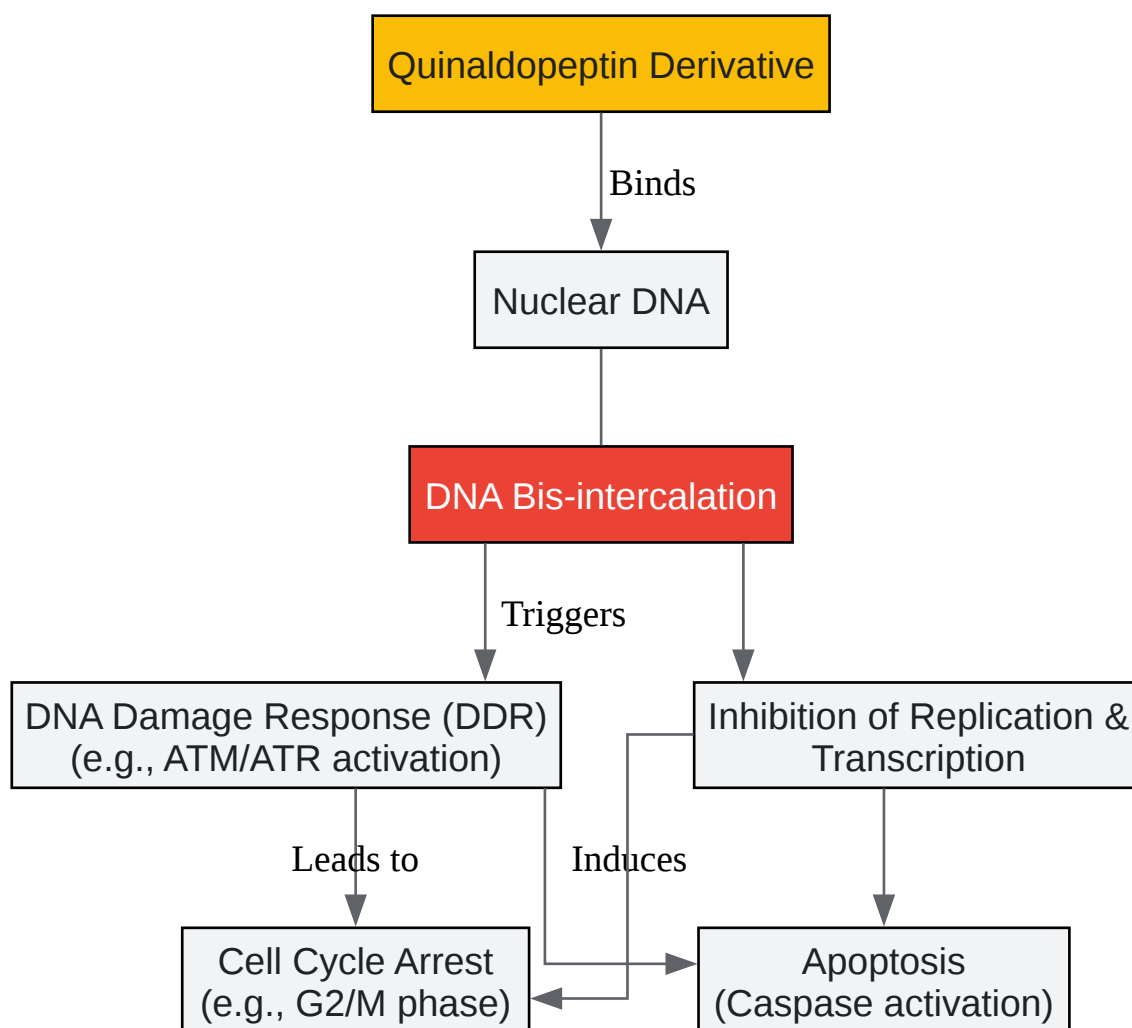 Quinaldopeptin Derivative
Binds
Nuclear DNA
DNA Bis-intercalation
Triggers
DNA Damage Response (DDR)
(e.g., ATM/ATR activation)
Inhibition of Replication &
Transcription
Leads to
Induces
Cell Cycle Arrest
(e.g., G2/M phase)
Apoptosis
(Caspase activation)